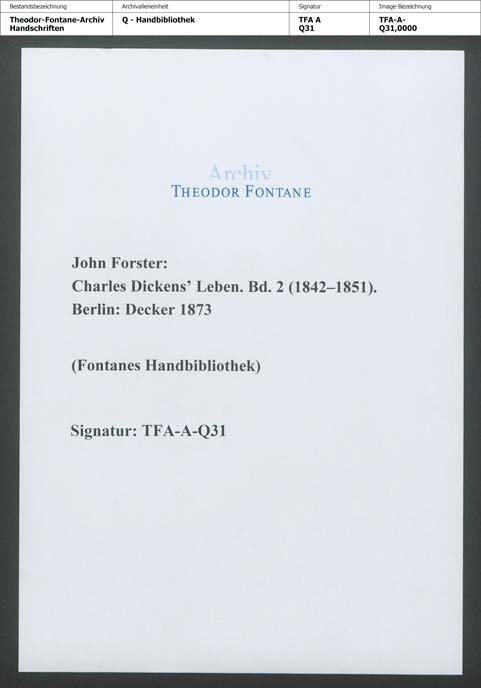 Bestandsbezeichnung Archivalieneinheit Signatur Image-Bezeichnung
Theodor-Fontane-Archiv Q - Handbibliothek TFA A TFA-A-
Handschriften Q31 Q31,0000
Archiv
THEODOR FONTANE
John Forster:
Charles Dickens’ Leben. Bd. 2 (1842–1851).
Berlin: Decker 1873
(Fontanes Handbibliothek)
Signatur: TFA-A-Q31